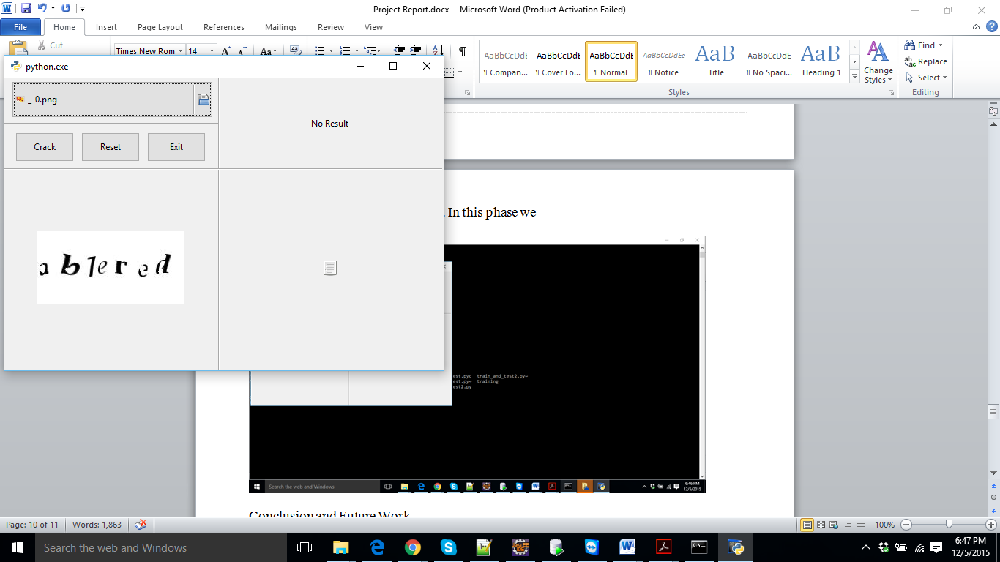 Project Report.docx - Microsoft Word (Product Activation Failed)
File Home Insert Page Layout References Mailings Review View
Cut
Times New Rom 14
AaBbCcDdE AaBbCcDdE AaBbCcDdE AaBbCcDdEe AaB AaBbCcDdE AaB
¶ Compan... ¶ Cover Lo... ¶ Normal ¶ Notice Title ¶ No Spaci... Heading 1
Change Styles
Styles
Find
Replace
Select
Editing
python.exe
_-0.png
No Result
Crack Reset Exit
ablered
. In this phase we
est.pyc train_and_test2.py~
est.py~ training
est2.py
Search the web and Windows
6:46 PM
12/5/2015
Conclusion and Future Work
Page: 10 of 11 Words: 1,863 100%
Search the web and Windows
6:47 PM
12/5/2015